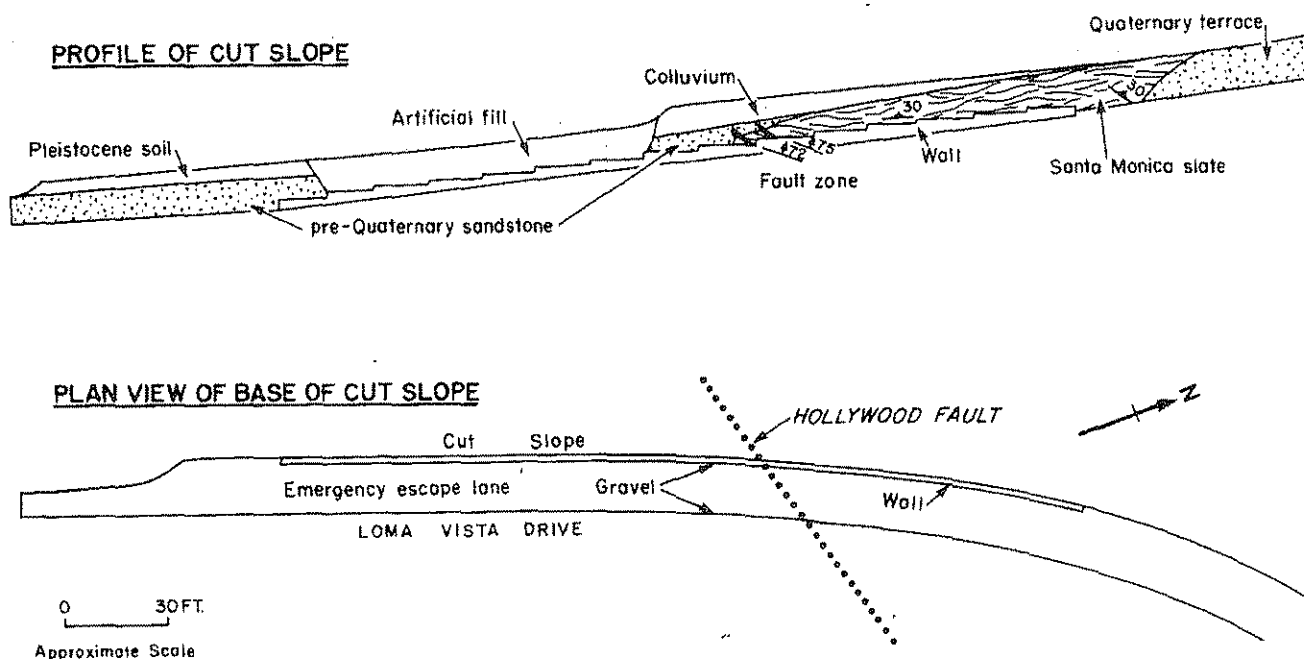 PROFILE OF CUT SLOPE
Quaternary terrace
Colluvium
Artificial fill
Pleistocene soil
30
30
Wall
Santa Monica slate
Fault zone
pre-Quaternary sandstone
PLAN VIEW OF BASE OF CUT SLOPE
N
HOLLYWOOD FAULT
Cut Slope
Emergency escape lane
Gravel
Wall
LOMA VISTA DRIVE
0 30 FT.
Approximate Scale